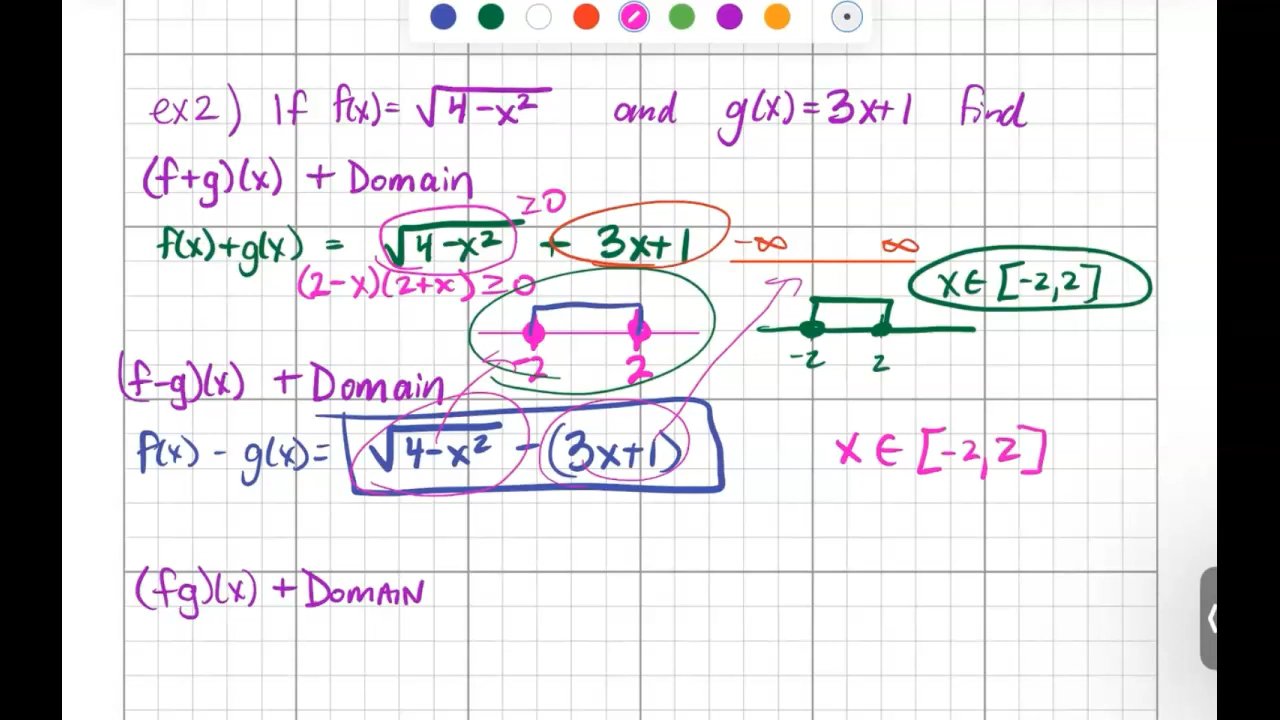 ex2) If f(x) = √4-x² and g(x) = 3x+1 find
(f+g)(x) + Domain
≥0
f(x)+g(x) = √4-x² + 3x+1 -∞ ∞
(2-x)(2+x) ≥ 0 x ∈ [-2,2]
-2 2 -2 2
(f-g)(x) + Domain
f(x) - g(x) = √4-x² - (3x+1) x ∈ [-2,2]
(fg)(x) + DOMAIN